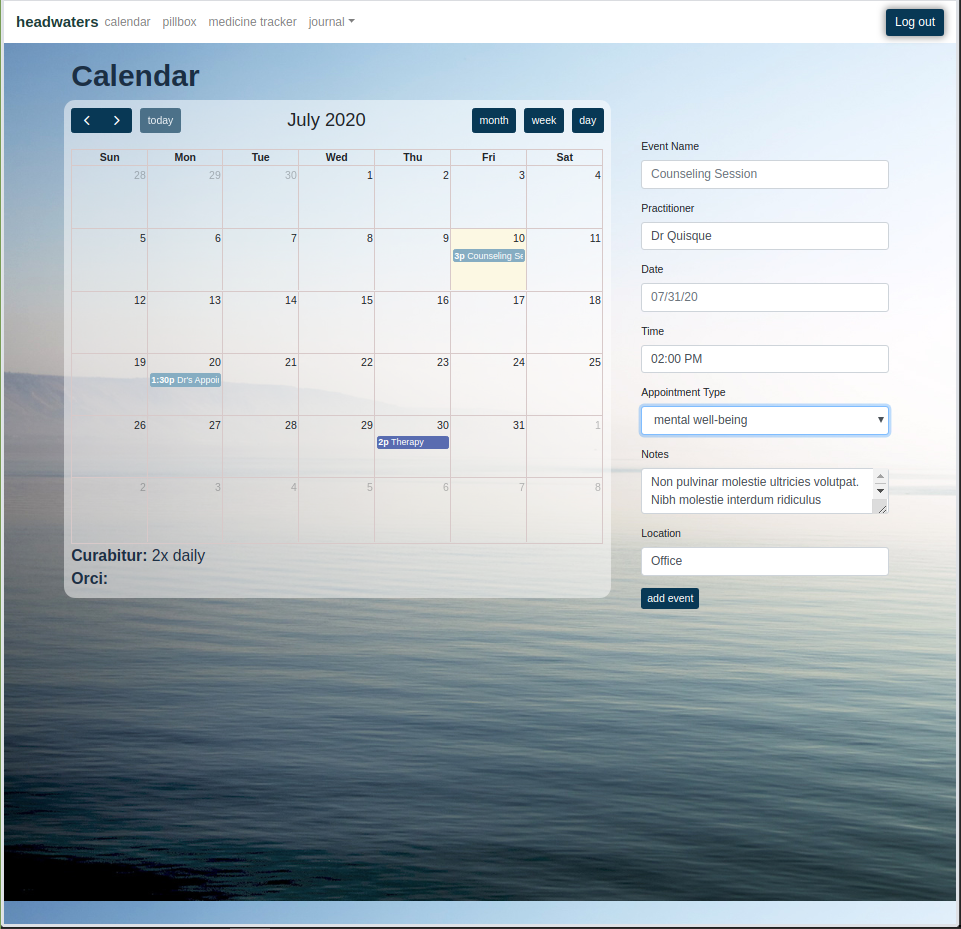 headwaters calendar pillbox medicine tracker journal
Log out
Calendar
today
July 2020
month week day
Sun Mon Tue Wed Thu Fri Sat
28 29 30 1 2 3 4
5 6 7 8 9 10 11
3p Counseling Se
12 13 14 15 16 17 18
19 20 21 22 23 24 25
1:30p Dr's Appoi
26 27 28 29 30 31 1
2p Therapy
2 3 4 5 6 7 8
Curabitur: 2x daily
Orci:
Event Name
Counseling Session
Practitioner
Dr Quisque
Date
07/31/20
Time
02:00 PM
Appointment Type
mental well-being
Notes
Non pulvinar molestie ultricies volutpat.
Nibh molestie interdum ridiculus
Location
Office
add event